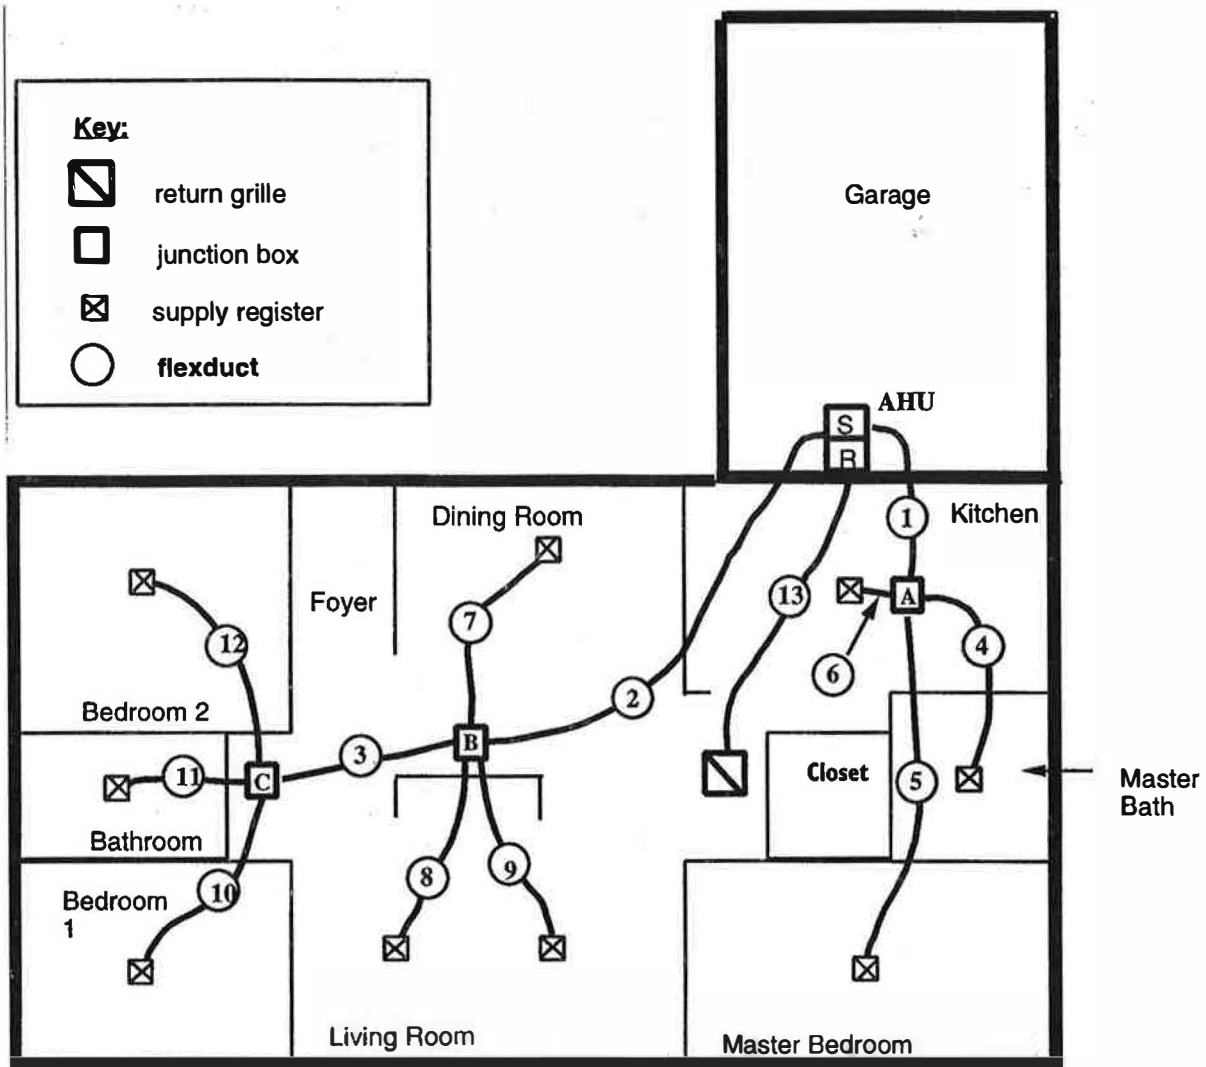 Key:
return grille
junction box
supply register
flexduct
Garage
AHU
S
R
Dining Room
Kitchen
1
Foyer
13
A
7
12
4
6
2
Bedroom 2
B
3
C
11
5
Closet
Master
Bath
Bathroom
8
9
10
Bedroom
1
Living Room
Master Bedroom